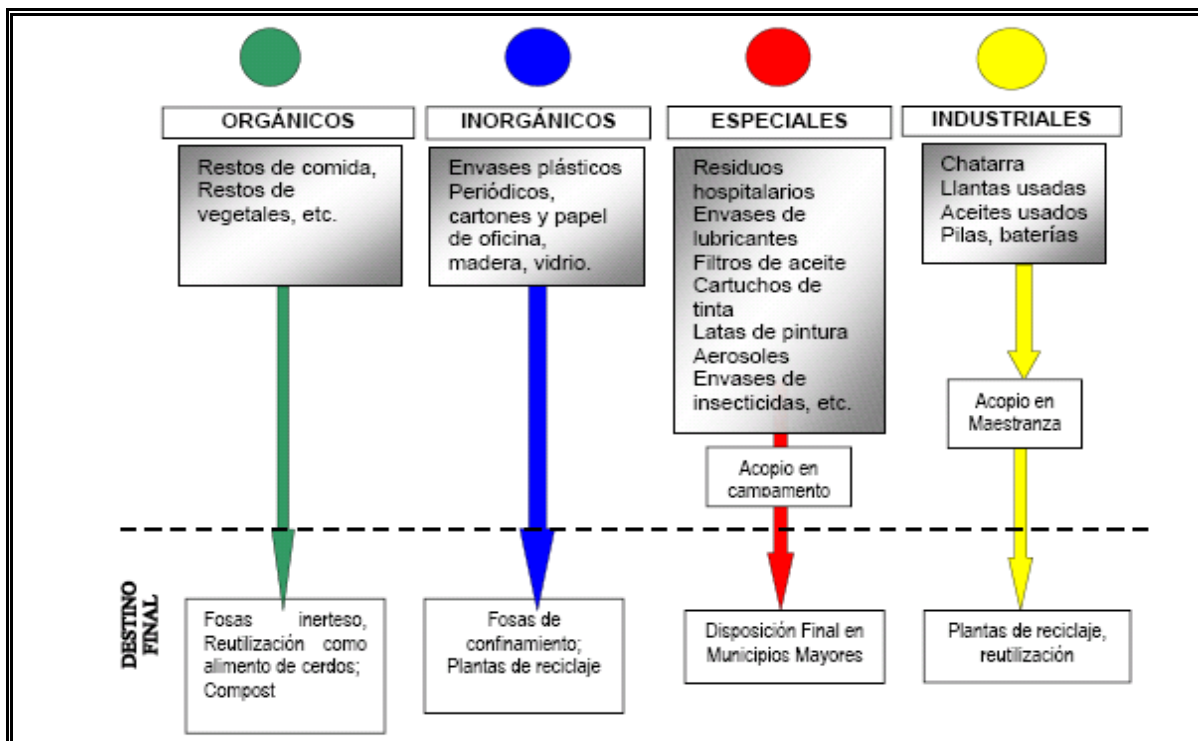 ORGÁNICOS
Restos de comida,
Restos de
vegetales, etc.
INORGÁNICOS
Envases plásticos
Periódicos,
cartones y papel
de oficina,
madera, vidrio.
ESPECIALES
Residuos
hospitalarios
Envases de
lubricantes
Filtros de aceite
Cartuchos de
tinta
Latas de pintura
Aerosoles
Envases de
insecticidas, etc.
INDUSTRIALES
Chatarra
Llantas usadas
Aceites usados
Pilas, baterías
Acopio en
campamento
Acopio en
Maestranza
DESTINO
FINAL
Fosas inerteso,
Reutilización como
alimento de cerdos;
Compost
Fosas de
confinamiento;
Plantas de reciclaje
Disposición Final en
Municipios Mayores
Plantas de reciclaje,
reutilización